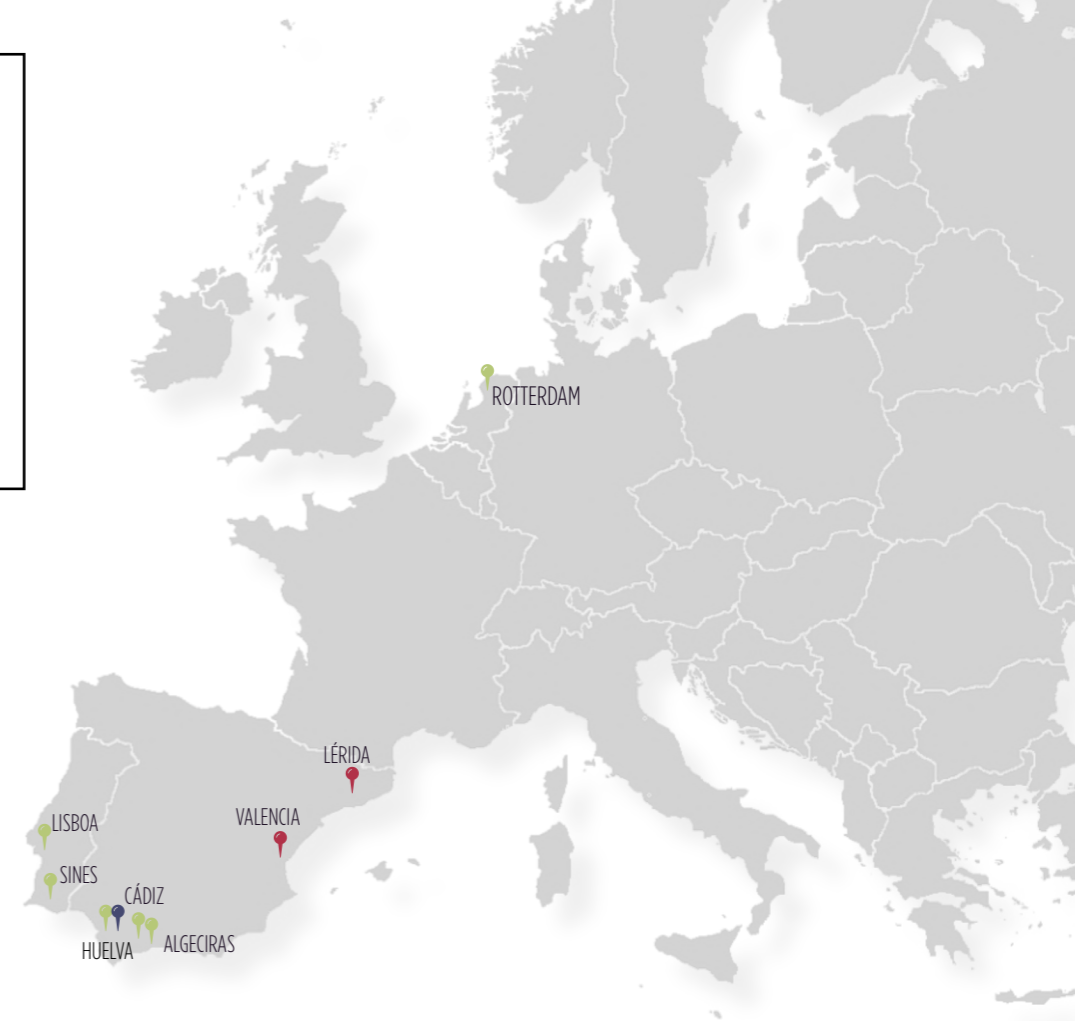 ROTTERDAM
LÉRIDA
VALENCIA
LISBOA
SINES
CÁDIZ
HUELVA
ALGECIRAS